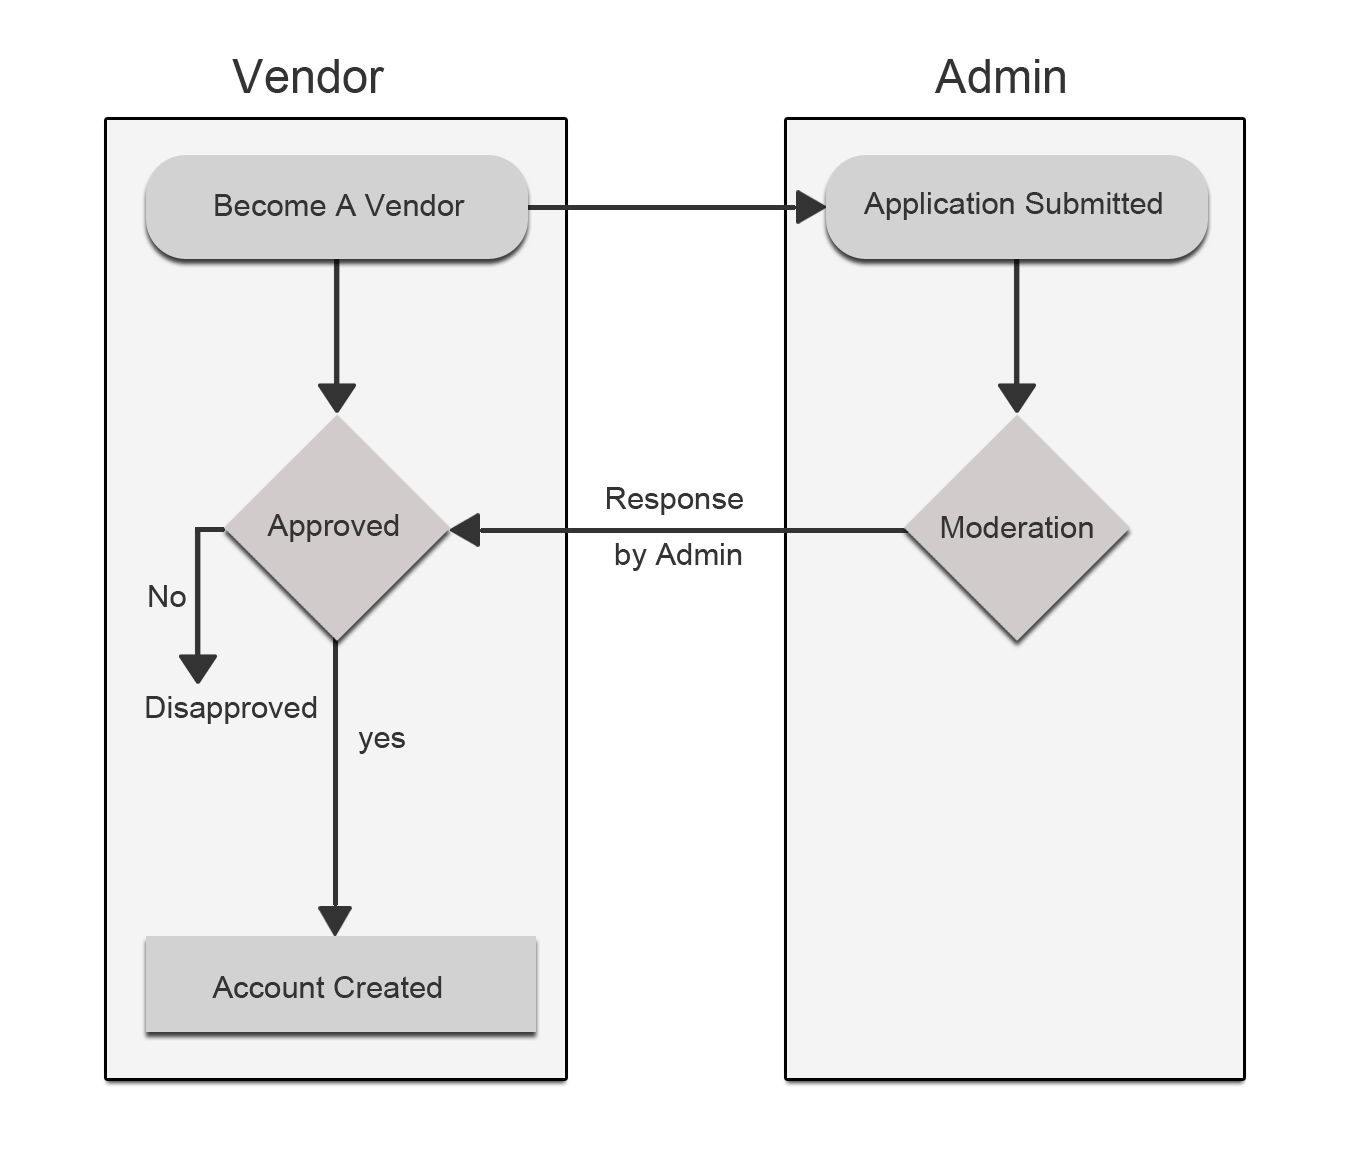 Vendor
Admin
Become A Vendor
Application Submitted
Response
by Admin
Approved
Moderation
No
Disapproved
yes
Account Created